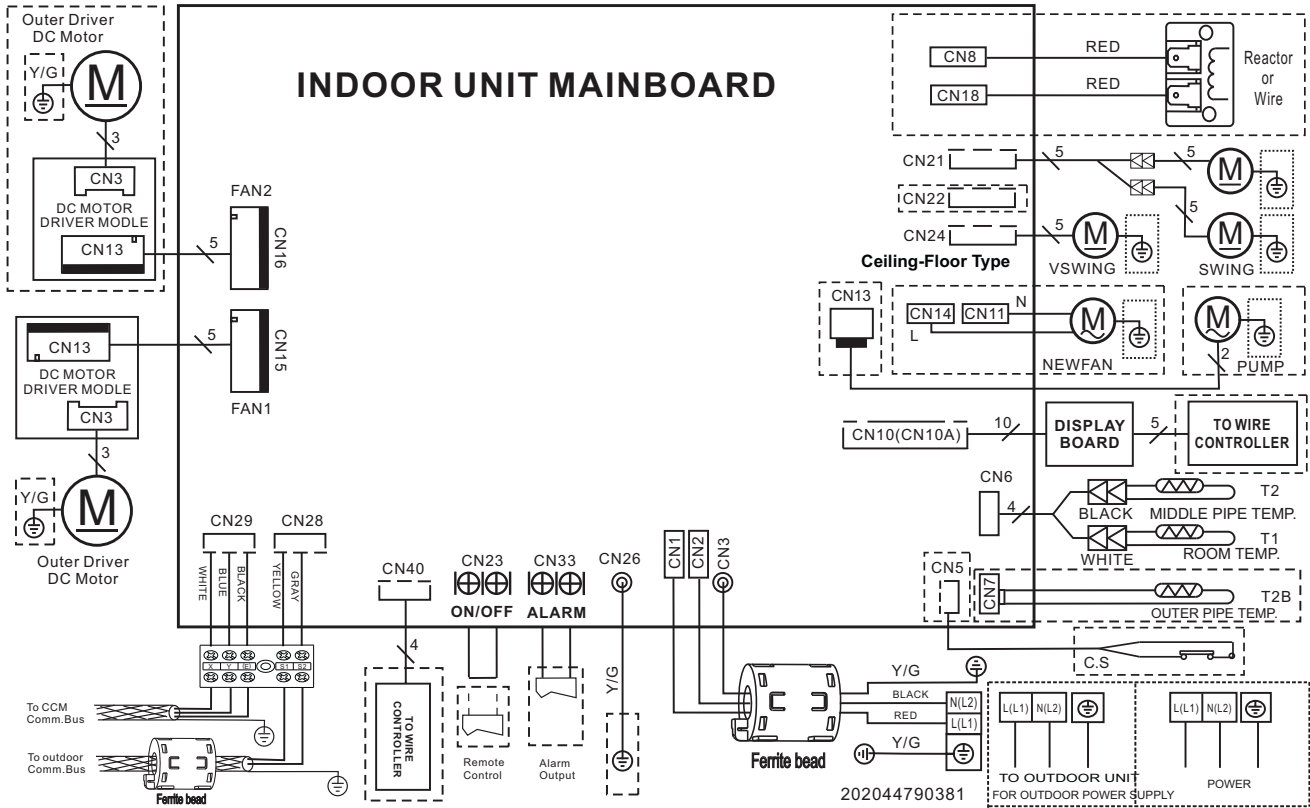 Outer Driver
DC Motor
Y/G
M
3
CN3
DC MOTOR
DRIVER MODLE
CN13
5
FAN2
CN16
INDOOR UNIT MAINBOARD
CN8
RED
CN18
RED
Reactor
or
Wire
CN21
5
5
M
CN22
5
CN24
5
M
M
Ceiling-Floor Type
VSWING
SWING
CN13
DC MOTOR
DRIVER MODLE
CN3
5
CN15
FAN1
3
Y/G
M
Outer Driver
DC Motor
CN13
CN14
CN11
N
L
M
NEWFAN
M
2
PUMP
CN10(CN10A)
10
DISPLAY
BOARD
5
TO WIRE
CONTROLLER
CN6
4
BLACK
T2
MIDDLE PIPE TEMP.
WHITE
T1
ROOM TEMP.
CN5
CN7
T2B
OUTER PIPE TEMP.
C.S
CN29
CN28
WHITE
BLUE
BLACK
YELLOW
GRAY
X
Y
(E)
S1
S2
To CCM
Comm.Bus
To outdoor
Comm.Bus
Ferrite bead
CN40
4
TO WIRE
CONTROLLER
CN23
ON/OFF
Remote
Control
CN33
ALARM
Alarm
Output
CN26
Y/G
CN1
CN2
CN3
Ferrite bead
Y/G
BLACK
N(L2)
RED
L(L1)
Y/G
202044790381
L(L1)
N(L2)
TO OUTDOOR UNIT
FOR OUTDOOR POWER SUPPLY
L(L1)
N(L2)
POWER